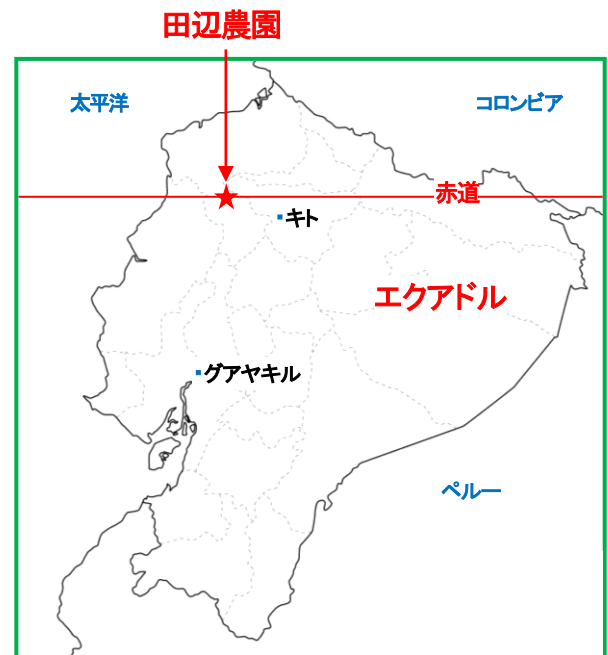 田辺農園
太平洋
コロンビア
赤道
キト
エクアドル
グアヤキル
ペルー